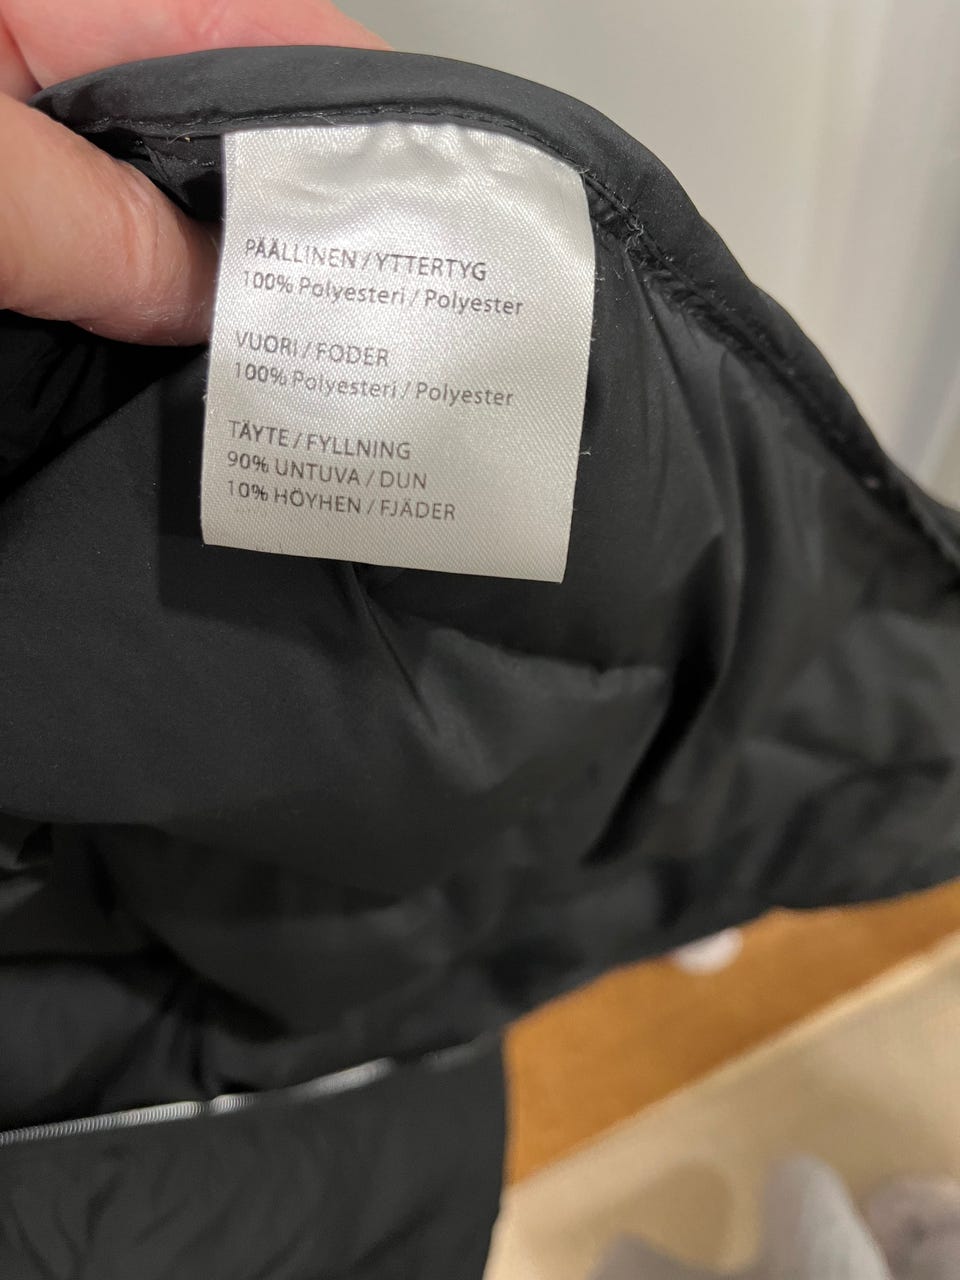 PÄÄLLINEN / YTTERTYG
100% Polyesteri / Polyester
VUORI / FODER
100% Polyesteri / Polyester
TÄYTE / FYLLNING
90% UNTUVA / DUN
10% HÖYHEN / FJÄDER